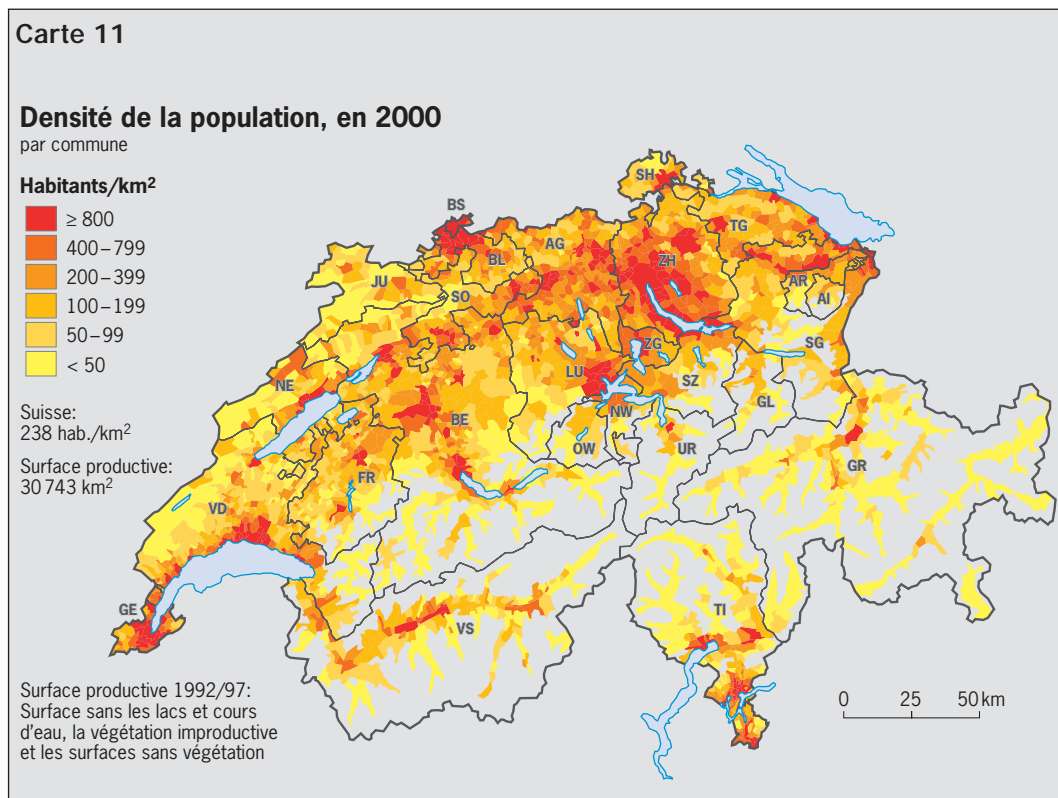 Carte 11
Densité de la population, en 2000
par commune
Habitants/km²
≥ 800
400–799
200–399
100–199
50–99
< 50
Suisse:
238 hab./km²
Surface productive:
30 743 km²
Surface productive 1992/97:
Surface sans les lacs et cours
d'eau, la végétation improductive
et les surfaces sans végétation
SH
BS
TG
BL
AG
ZH
JU
SO
AR
AI
SG
ZG
NE
LU
SZ
BE
NW
GL
OW
UR
FR
GR
VD
GE
TI
VS
0 25 50 km